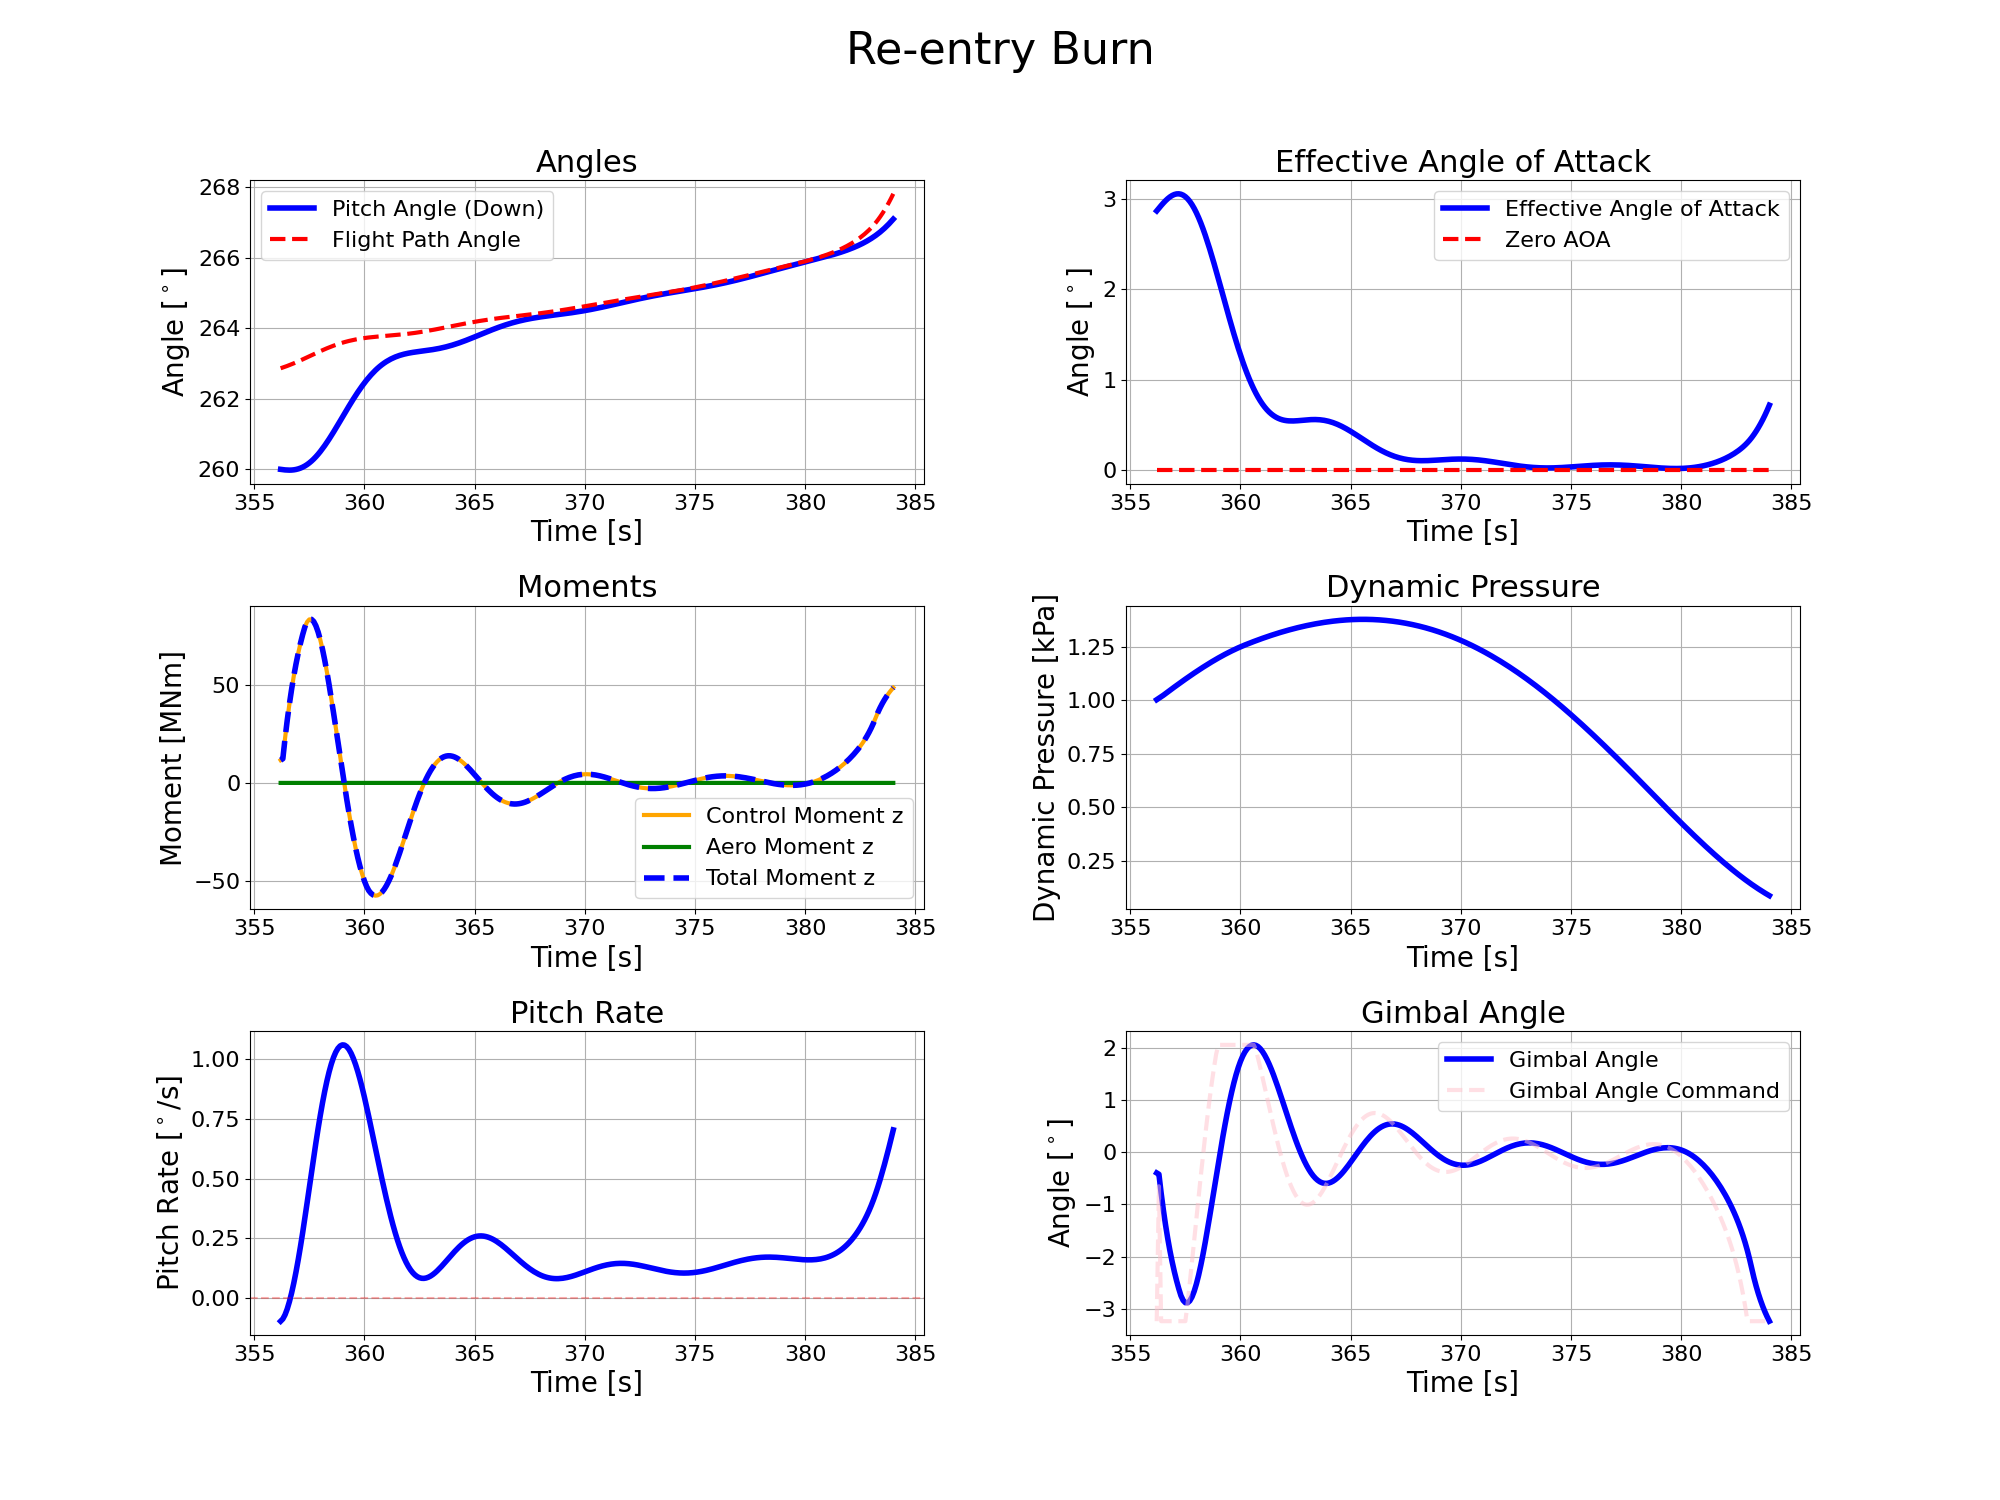 Re-entry Burn
Angles
Angle [°]
268
266
264
262
260
Pitch Angle (Down)
Flight Path Angle
355 360 365 370 375 380 385
Time [s]
Effective Angle of Attack
Angle [°]
3
2
1
0
Effective Angle of Attack
Zero AOA
355 360 365 370 375 380 385
Time [s]
Moments
Moment [MNm]
50
0
−50
Control Moment z
Aero Moment z
Total Moment z
355 360 365 370 375 380 385
Time [s]
Dynamic Pressure
Dynamic Pressure [kPa]
1.25
1.00
0.75
0.50
0.25
355 360 365 370 375 380 385
Time [s]
Pitch Rate
Pitch Rate [°/s]
1.00
0.75
0.50
0.25
0.00
355 360 365 370 375 380 385
Time [s]
Gimbal Angle
Angle [°]
2
1
0
−1
−2
−3
Gimbal Angle
Gimbal Angle Command
355 360 365 370 375 380 385
Time [s]